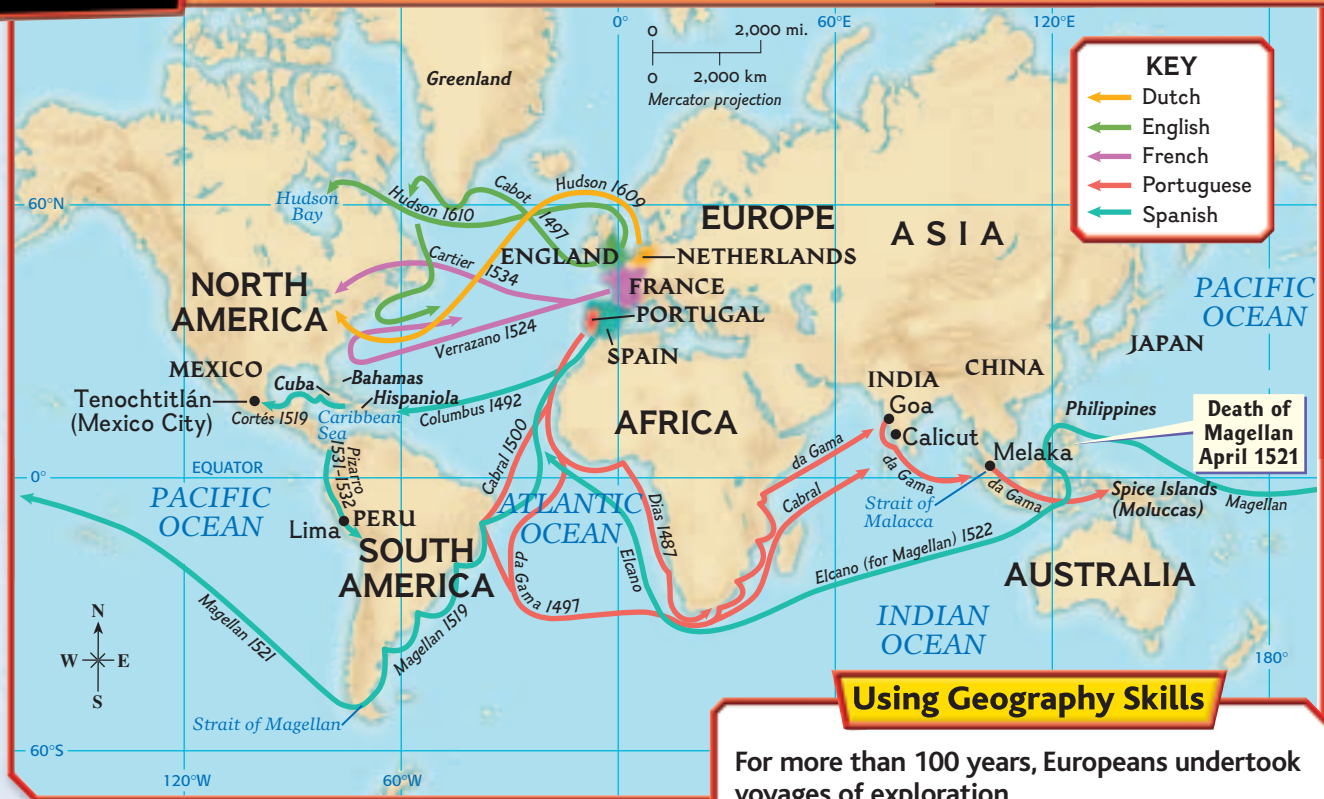 0°
60°E
120°E
0 2,000 mi.
0 2,000 km
Mercator projection
KEY
Dutch
English
French
Portuguese
Spanish
Greenland
60°N
Hudson Bay
Hudson 1610
Cabot 1497
Hudson 1609
EUROPE
ASIA
ENGLAND
NETHERLANDS
Cartier 1534
FRANCE
NORTH
AMERICA
PORTUGAL
Verrazano 1524
SPAIN
PACIFIC
OCEAN
JAPAN
CHINA
MEXICO
Cuba
Bahamas
Hispaniola
Tenochtitlán
(Mexico City)
Cortés 1519
Caribbean
Sea
Columbus 1492
AFRICA
INDIA
Goa
Calicut
Philippines
Death of
Magellan
April 1521
Melaka
da Gama
da Gama
da Gama
Cabral
Cabral 1500
Pizarro
1531–1532
EQUATOR
0°
PACIFIC
OCEAN
ATLANTIC
OCEAN
Dias 1487
Strait of
Malacca
Spice Islands
(Moluccas)
Magellan
Lima
PERU
SOUTH
AMERICA
da Gama 1497
Elcano
Elcano (for Magellan) 1522
AUSTRALIA
INDIAN
OCEAN
Magellan 1521
Magellan 1519
N
W E
S
Strait of Magellan
180°
60°S
120°W
60°W
Using Geography Skills
For more than 100 years, Europeans undertook
voyages of exploration